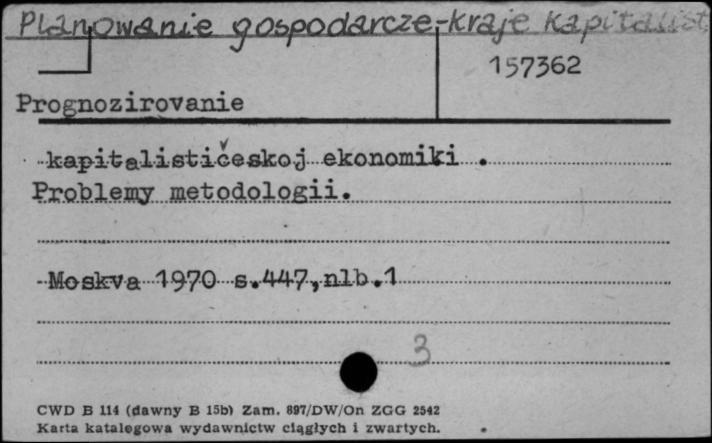 Planowanie gospodarcze-kraje kapitalist
157362
Prognozirovanie
kapitalističeskoj ekonomiki .
Problemy metodologii.
Moskva 1970 s.447,nlb.1
3
CWD B 114 (dawny B 15b) Zam. 897/DW/On ZGG 2542
Karta katalogowa wydawnictw ciągłych i zwartych.